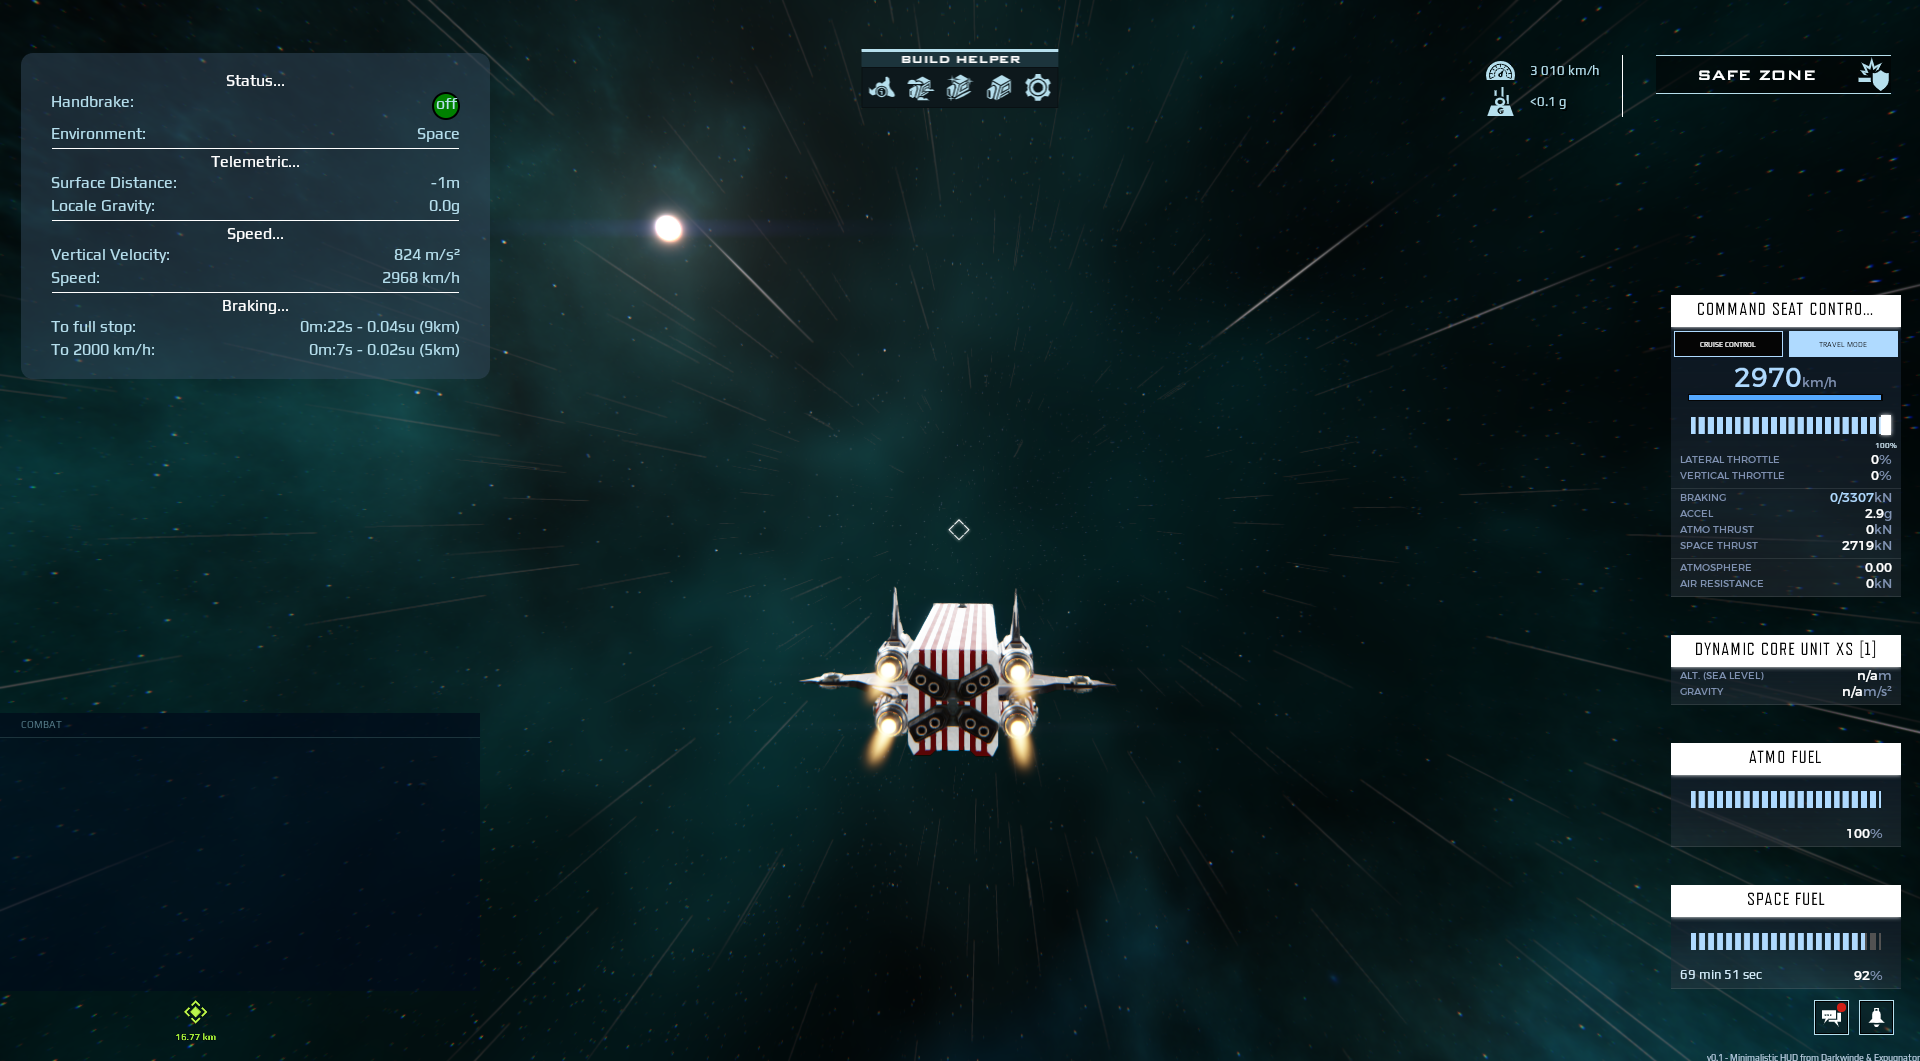 Status...
Handbrake: off
Environment: Space
Telemetric...
Surface Distance: -1m
Locale Gravity: 0.0g
Speed...
Vertical Velocity: 824 m/s²
Speed: 2968 km/h
Braking...
To full stop: 0m:22s - 0.04su (9km)
To 2000 km/h: 0m:7s - 0.02su (5km)
BUILD HELPER
3 010 km/h
<0.1 g
G
SAFE ZONE
COMMAND SEAT CONTRO...
CRUISE CONTROL TRAVEL MODE
2970km/h
100%
LATERAL THROTTLE 0%
VERTICAL THROTTLE 0%
BRAKING 0/3307kN
ACCEL 2.9g
ATMO THRUST 0kN
SPACE THRUST 2719kN
ATMOSPHERE 0.00
AIR RESISTANCE 0kN
DYNAMIC CORE UNIT XS [1]
ALT. (SEA LEVEL) n/am
GRAVITY n/am/s²
ATMO FUEL
100%
SPACE FUEL
69 min 51 sec 92%
COMBAT
16.77 km
v0.1 - Minimalistic HUD from Darkwinde & Expugnator